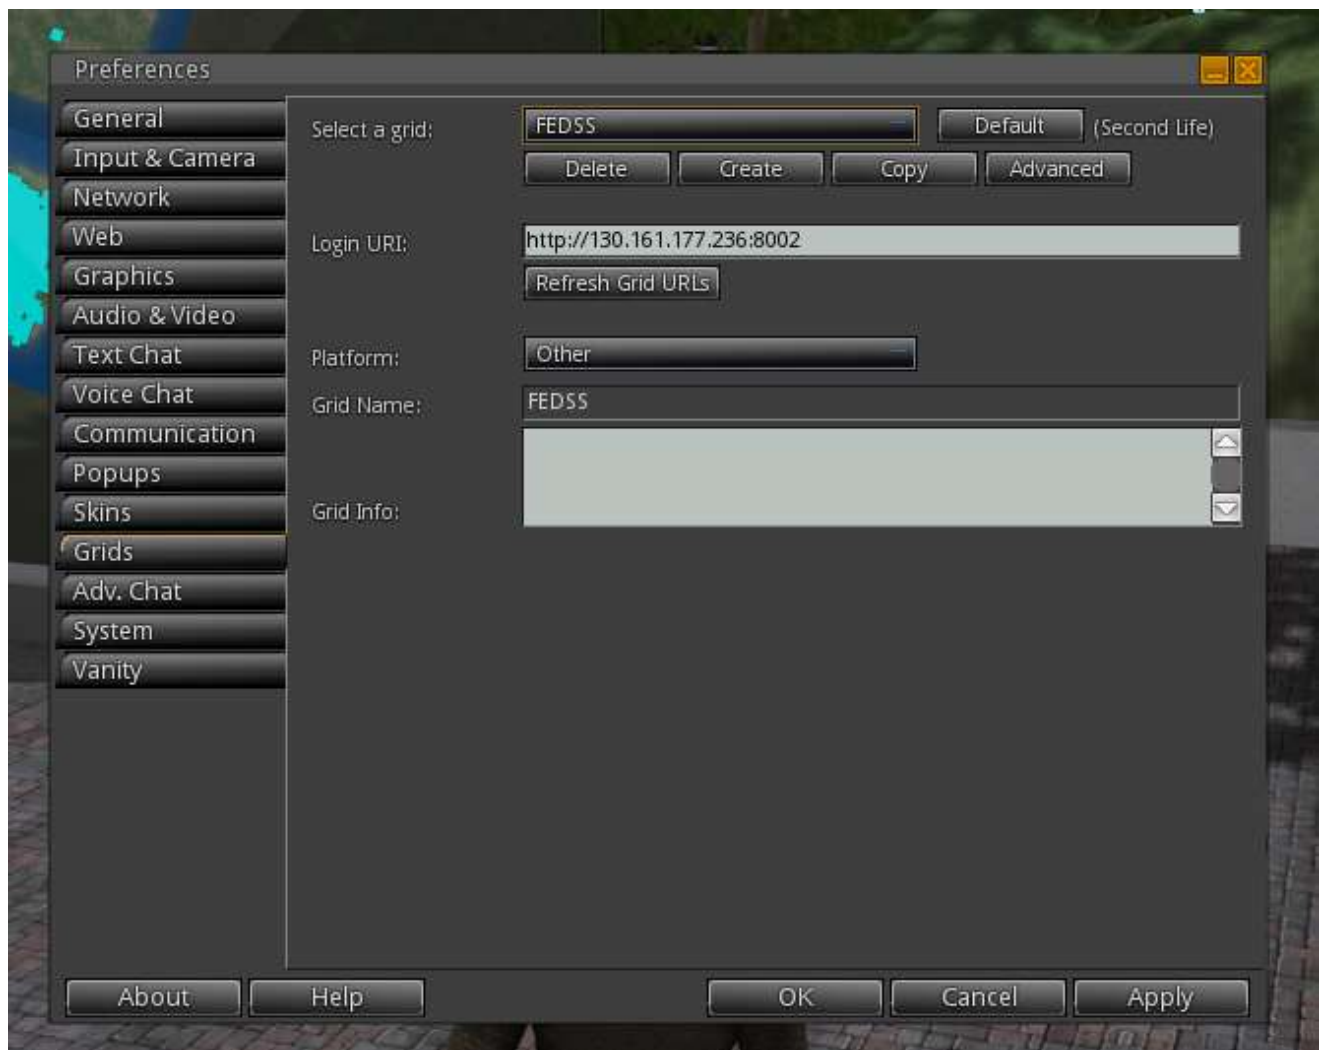 Preferences
General
Input & Camera
Network
Web
Graphics
Audio & Video
Text Chat
Voice Chat
Communication
Popups
Skins
Grids
Adv. Chat
System
Vanity
Select a grid: FEDSS Default (Second Life)
Delete Create Copy Advanced
Login URI: http://130.161.177.236:8002
Refresh Grid URLs
Platform: Other
Grid Name: FEDSS
Grid Info:
About Help OK Cancel Apply